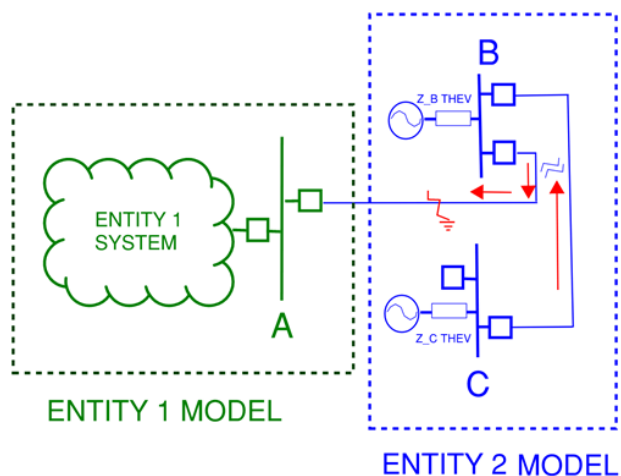 B
Z_B THEV
ENTITY 1
SYSTEM
A
Z_C THEV
C
ENTITY 1 MODEL
ENTITY 2 MODEL